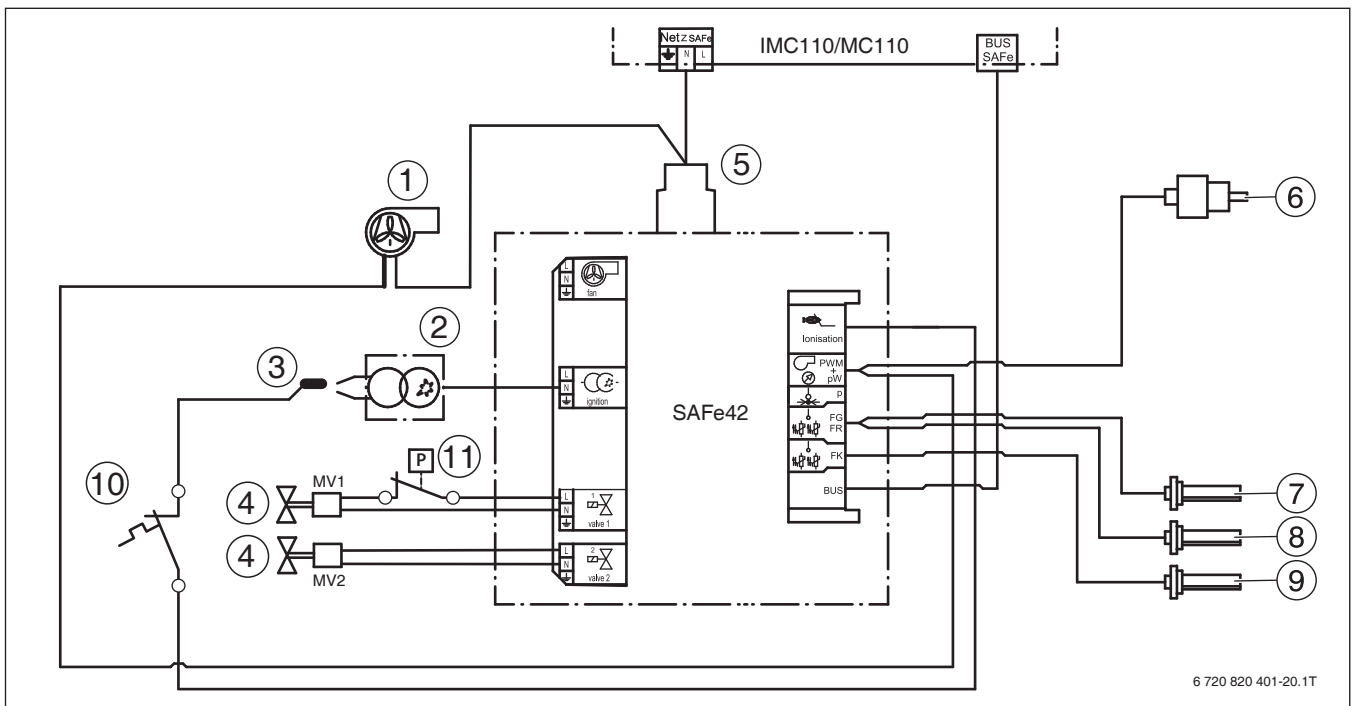 Netz SAFe
N L
IMC110/MC110
BUS
SAFe
5
1
6
L
N
fan
2
Ionisation
3
PWM
+
pW
L
N
ignition
P
SAFe42
FG
FR
P
11
FK
10
MV1
4
L
N
1
valve 1
BUS
7
4
MV2
L
N
2
valve 2
8
9
6 720 820 401-20.1T